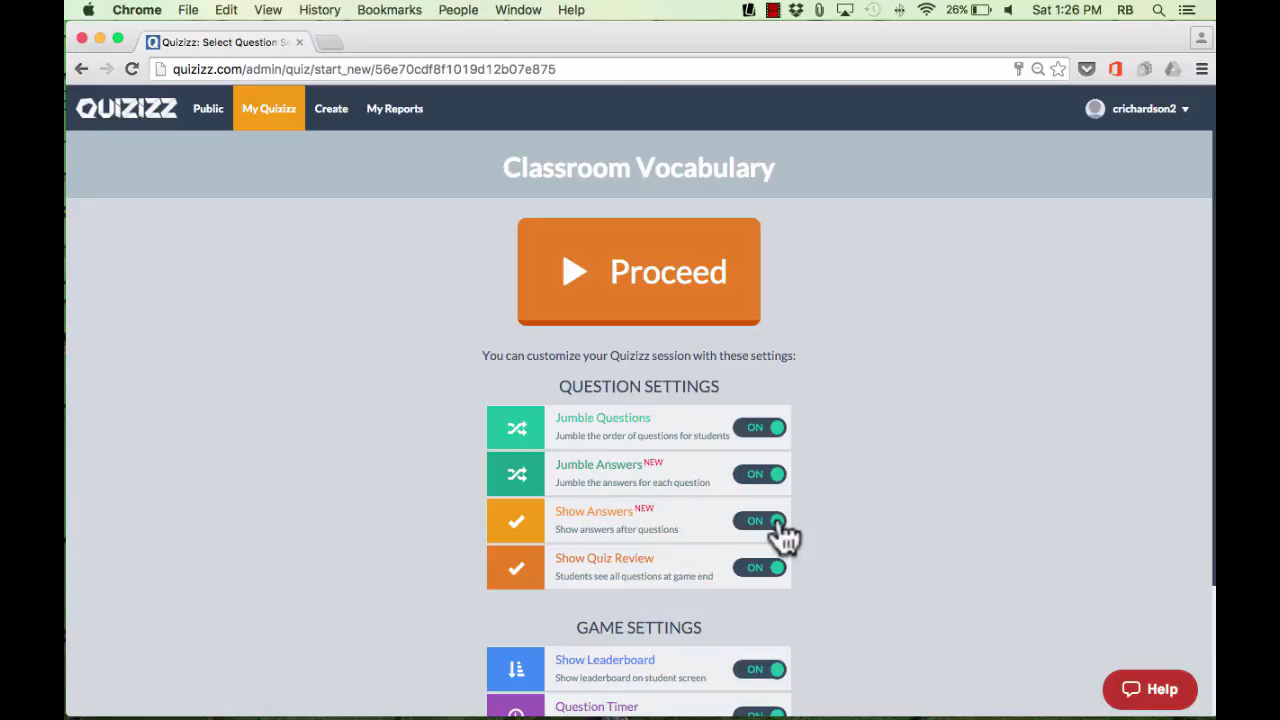 Chrome File Edit View History Bookmarks People Window Help 26% Sat 1:26 PM RB
Quizizz: Select Question S
quizizz.com/admin/quiz/start_new/56e70cdf8f1019d12b07e875
QUIZIZZ Public My Quizizz Create My Reports crichardson2
Classroom Vocabulary
Proceed
You can customize your Quizizz session with these settings:
QUESTION SETTINGS
Jumble Questions
Jumble the order of questions for students
ON
Jumble Answers NEW
Jumble the answers for each question
ON
Show Answers NEW
Show answers after questions
ON
Show Quiz Review
Students see all questions at game end
ON
GAME SETTINGS
Show Leaderboard
Show leaderboard on student screen
ON
Question Timer
ON
Help